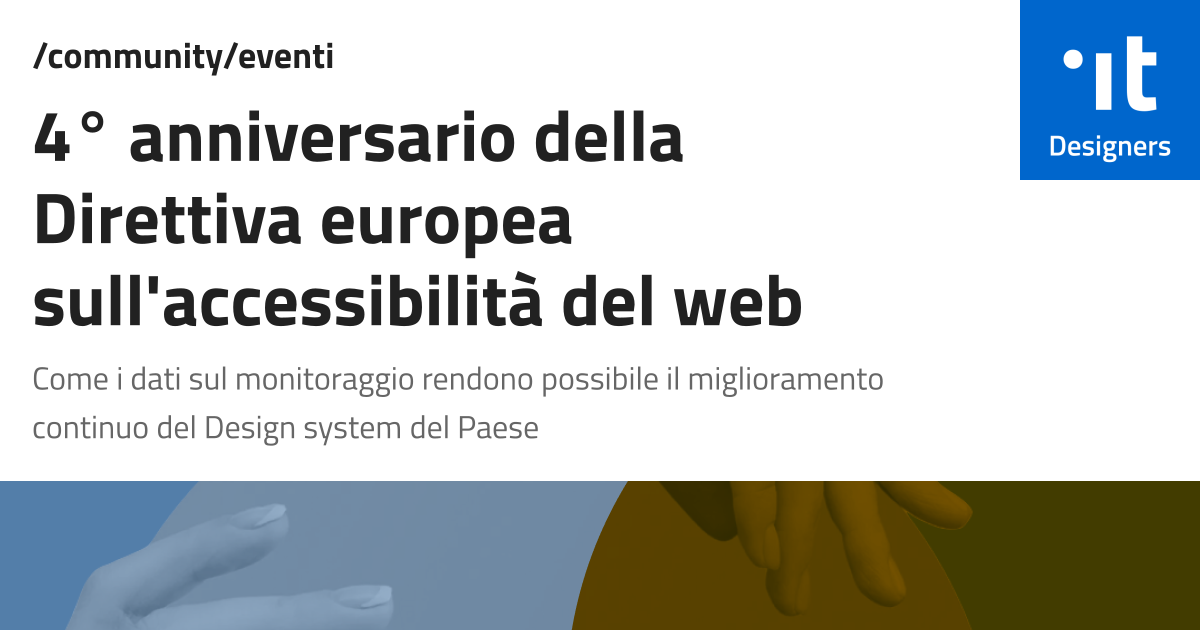 /community/eventi
4° anniversario della
Direttiva europea
sull'accessibilità del web
Come i dati sul monitoraggio rendono possibile il miglioramento
continuo del Design system del Paese
it
Designers